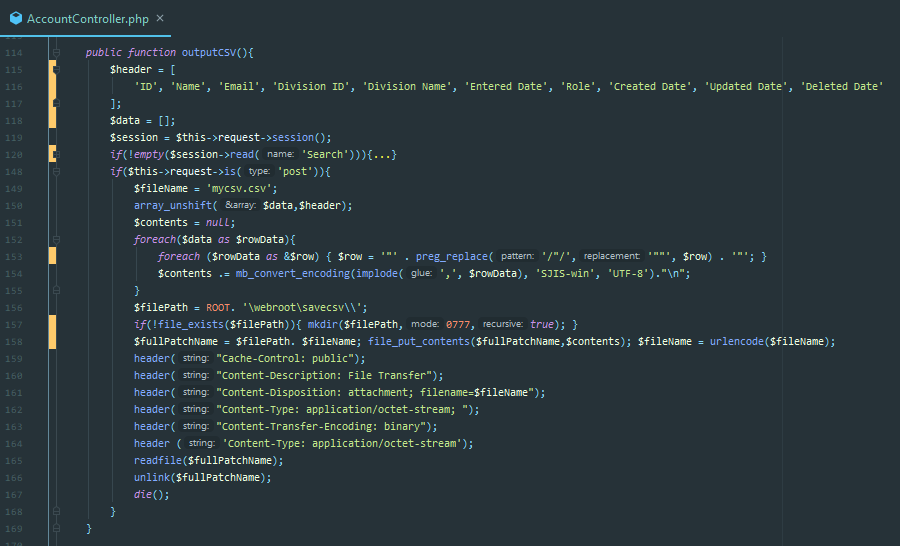 AccountController.php ×
114 public function outputCSV(){
115 $header = [
116 'ID', 'Name', 'Email', 'Division ID', 'Division Name', 'Entered Date', 'Role', 'Created Date', 'Updated Date', 'Deleted Date'
117 ];
118 $data = [];
119 $session = $this->request->session();
120 if(!empty($session->read( name: 'Search'))){...}
148 if($this->request->is( type: 'post')){
149 $fileName = 'mycsv.csv';
150 array_unshift( &array: $data,$header);
151 $contents = null;
152 foreach($data as $rowData){
153 foreach ($rowData as &$row) { $row = '"' . preg_replace( pattern: '/"/', replacement: '""', $row) . '"'; }
154 $contents .= mb_convert_encoding(implode( glue: ',', $rowData), 'SJIS-win', 'UTF-8')."\n";
155 }
156 $filePath = ROOT. '\webroot\savecsv\\';
157 if(!file_exists($filePath)){ mkdir($filePath, mode: 0777, recursive: true); }
158 $fullPatchName = $filePath. $fileName; file_put_contents($fullPatchName,$contents); $fileName = urlencode($fileName);
159 header( string: "Cache-Control: public");
160 header( string: "Content-Description: File Transfer");
161 header( string: "Content-Disposition: attachment; filename=$fileName");
162 header( string: "Content-Type: application/octet-stream; ");
163 header( string: "Content-Transfer-Encoding: binary");
164 header ( string: 'Content-Type: application/octet-stream');
165 readfile($fullPatchName);
166 unlink($fullPatchName);
167 die();
168 }
169 }